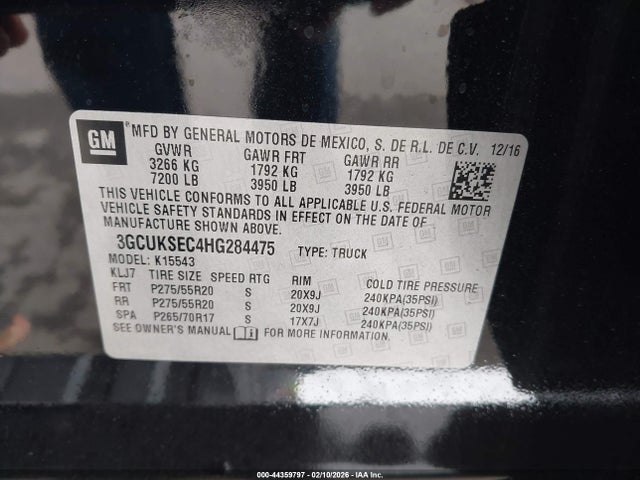 GM
MFD BY GENERAL MOTORS DE MEXICO, S. DE R.L. DE C.V. 12/16
GVWR GAWR FRT GAWR RR
3266 KG 1792 KG 1792 KG
7200 LB 3950 LB 3950 LB
THIS VEHICLE CONFORMS TO ALL APPLICABLE U.S. FEDERAL MOTOR
VEHICLE SAFETY STANDARDS IN EFFECT ON THE DATE OF
MANUFACTURE SHOWN ABOVE.
3GCUKSEC4HG284475 TYPE: TRUCK
MODEL: K15543
KLJ7 TIRE SIZE SPEED RTG RIM COLD TIRE PRESSURE
FRT P275/55R20 S 20X9J 240KPA(35PSI)
RR P275/55R20 S 20X9J 240KPA(35PSI)
SPA P265/70R17 S 17X7J 240KPA(35PSI)
SEE OWNER'S MANUAL FOR MORE INFORMATION.
000-44359797 - 02/10/2026 - IAA Inc.